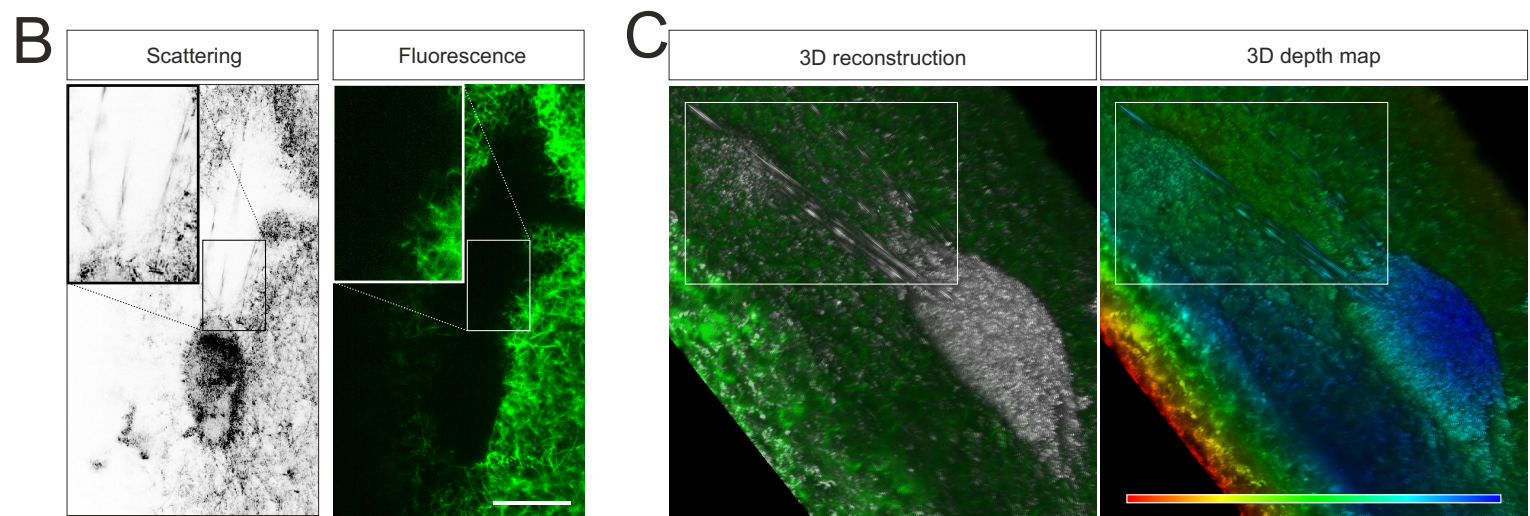 B
Scattering
Fluorescence
C
3D reconstruction
3D depth map